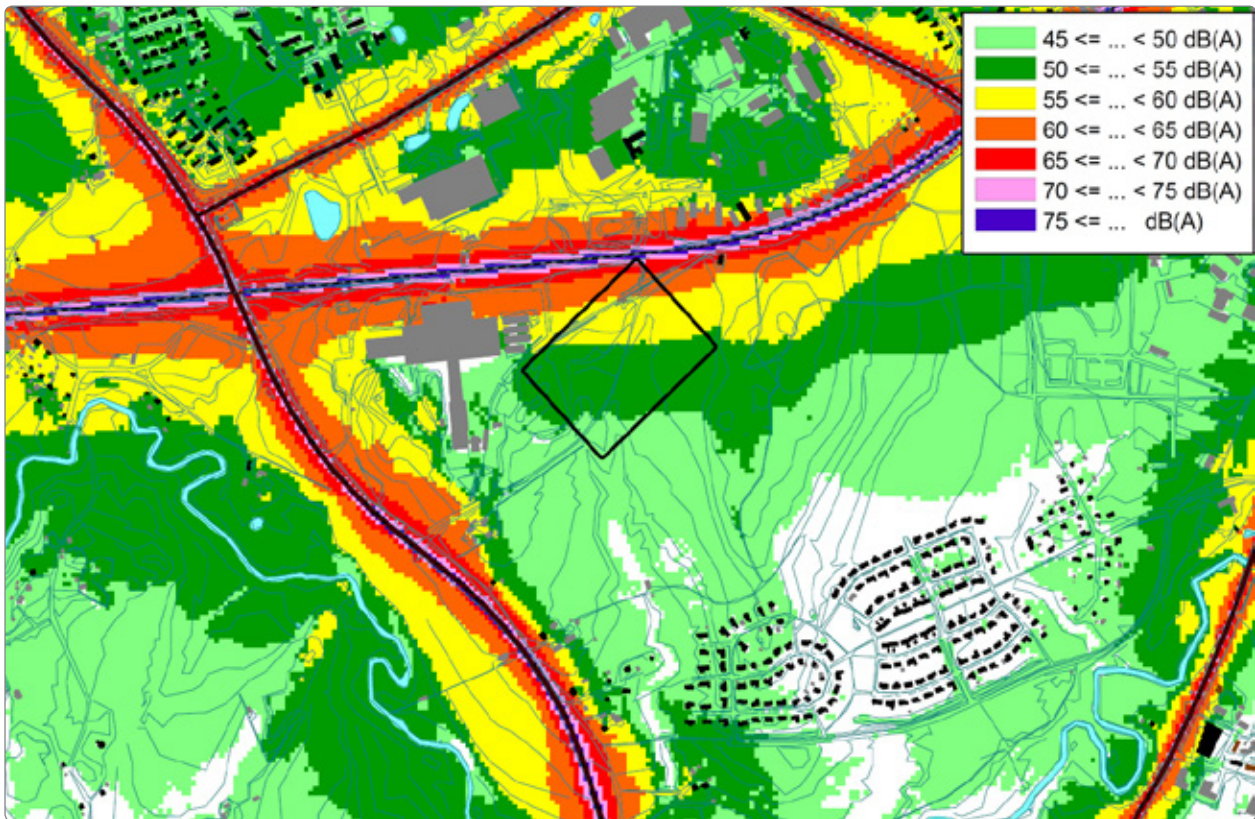 45 <= ... < 50 dB(A)
50 <= ... < 55 dB(A)
55 <= ... < 60 dB(A)
60 <= ... < 65 dB(A)
65 <= ... < 70 dB(A)
70 <= ... < 75 dB(A)
75 <= ... dB(A)